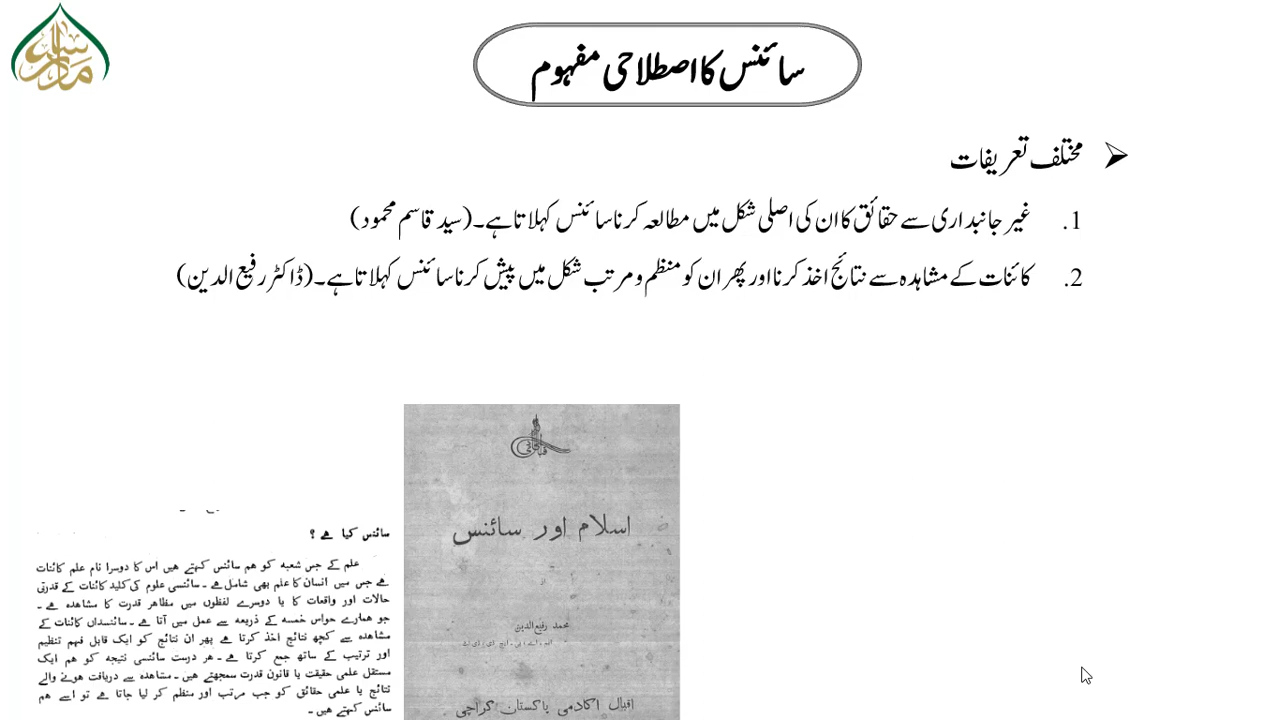 سائنس کا اصطلاحی مفہوم
مختلف تعریفات
1. غیر جانبداری سے حقائق کا ان کی اصلی شکل میں مطالعہ کرنا سائنس کہلاتا ہے۔ (سید قاسم محمود)
2. کائنات کے مشاہدہ سے نتائج اخذ کرنا اور پھر ان کو منظم و مرتب شکل میں پیش کرنا سائنس کہلاتا ہے۔ (ڈاکٹر رفیع الدین)
اسلام اور سائنس
از
محمد رفیع الدین
ایم۔اے، پی۔ایچ۔ڈی، ڈی۔لٹ
اقبال اکادمی پاکستان کراچی
سائنس کیا ہے ؟
علم کے جس شعبہ کو ہم سائنس کہتے ہیں اس کا دوسرا نام علم کائنات
ہے جس میں انسان کا علم بھی شامل ہے ۔ سائنسی علوم کی کلید کائنات کے قدرتی
حالات اور واقعات کا یا دوسرے لفظوں میں مظاہر قدرت کا مشاہدہ ہے ۔
جو ہمارے حواس خمسہ کے ذریعہ سے عمل میں آتا ہے ۔ سائنسداں کائنات کے
مشاہدہ سے کچھ نتائج اخذ کرتا ہے پھر ان نتائج کو ایک قابل فہم تنظیم
اور ترتیب کے ساتھ جمع کرتا ہے ۔ ہر درست سائنسی نتیجہ کو ہم ایک
مستقل علمی حقیقت یا قانون قدرت سمجھتے ہیں ۔ مشاہدہ سے دریافت ہونے والے
نتائج یا علمی حقائق کو جب مرتب اور منظم کر لیا جاتا ہے تو اسے ہم
سائنس کہتے ہیں ۔